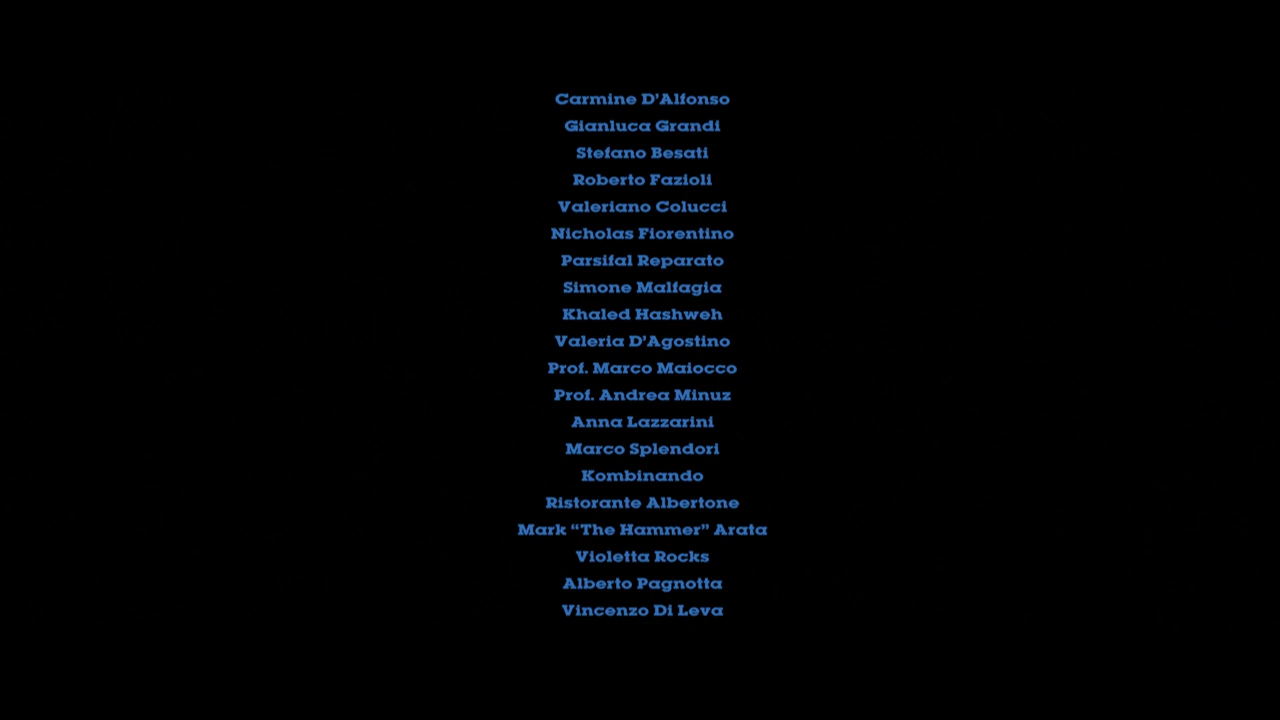 Carmine D'Alfonso
Gianluca Grandi
Stefano Besati
Roberto Fazioli
Valeriano Colucci
Nicholas Fiorentino
Parsifal Reparato
Simone Malfagia
Khaled Hashweh
Valeria D'Agostino
Prof. Marco Maiocco
Prof. Andrea Minuz
Anna Lazzarini
Marco Splendori
Kombinando
Ristorante Albertone
Mark “The Hammer” Arata
Violetta Rocks
Alberto Pagnotta
Vincenzo Di Leva